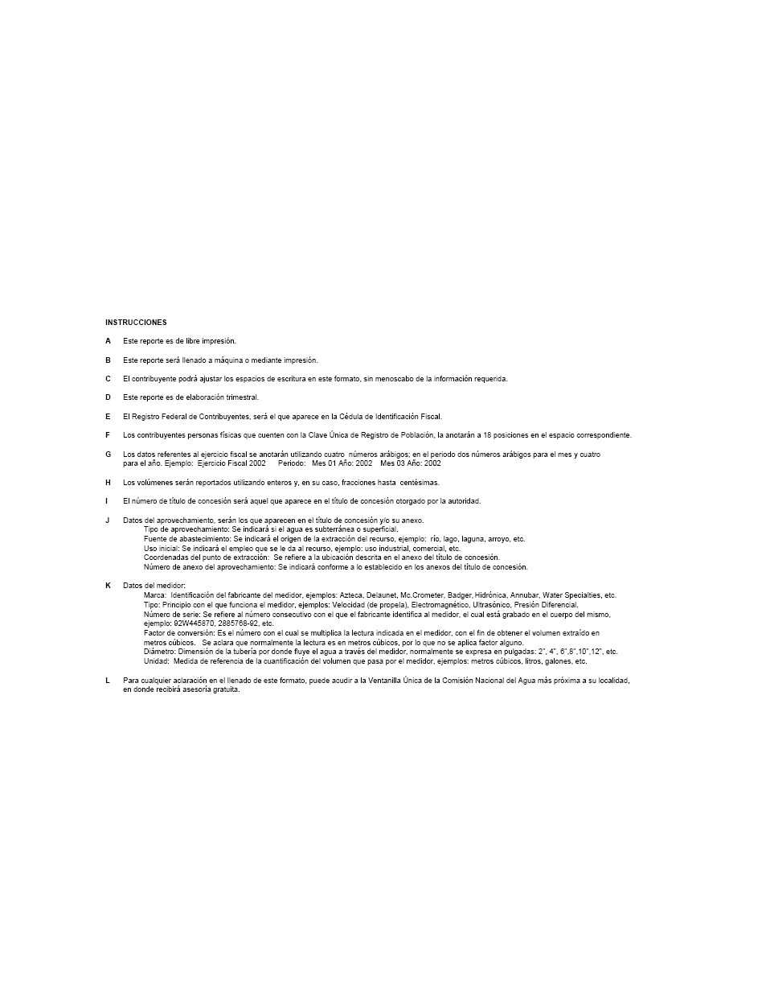 INSTRUCCIONES
A Este reporte es de libre impresión.
B Este reporte será llenado a máquina o mediante impresión.
C El contribuyente podrá ajustar los espacios de escritura en este formato, sin menoscabo de la información requerida.
D Este reporte es de elaboración trimestral.
E El Registro Federal de Contribuyentes, será el que aparece en la Cédula de Identificación Fiscal.
F Los contribuyentes personas físicas que cuenten con la Clave Única de Registro de Población, la anotarán a 18 posiciones en el espacio correspondiente.
G Los datos referentes al ejercicio fiscal se anotarán utilizando cuatro números arábigos; en el periodo dos números arábigos para el mes y cuatro
para el año. Ejemplo: Ejercicio Fiscal 2002 Periodo: Mes 01 Año: 2002 Mes 03 Año: 2002
H Los volúmenes serán reportados utilizando enteros y, en su caso, fracciones hasta centésimas.
I El número de título de concesión será aquel que aparece en el título de concesión otorgado por la autoridad.
J Datos del aprovechamiento, serán los que aparecen en el título de concesión y/o su anexo.
Tipo de aprovechamiento: Se indicará si el agua es subterránea o superficial.
Fuente de abastecimiento: Se indicará el origen de la extracción del recurso, ejemplo: río, lago, laguna, arroyo, etc.
Uso inicial: Se indicará el empleo que se le da al recurso, ejemplo: uso industrial, comercial, etc.
Coordenadas del punto de extracción: Se refiere a la ubicación descrita en el anexo del título de concesión.
Número de anexo del aprovechamiento: Se indicará conforme a lo establecido en los anexos del título de concesión.
K Datos del medidor:
Marca: Identificación del fabricante del medidor, ejemplos: Azteca, Delaunet, Mc.Crometer, Badger, Hidrónica, Annubar, Water Specialties, etc.
Tipo: Principio con el que funciona el medidor, ejemplos: Velocidad (de propela), Electromagnético, Ultrasónico, Presión Diferencial.
Número de serie: Se refiere al número consecutivo con el que el fabricante identifica al medidor, el cual está grabado en el cuerpo del mismo,
ejemplo: 92W445870, 2885768-92, etc.
Factor de conversión: Es el número con el cual se multiplica la lectura indicada en el medidor, con el fin de obtener el volumen extraído en
metros cúbicos. Se aclara que normalmente la lectura es en metros cúbicos, por lo que no se aplica factor alguno.
Diámetro: Dimensión de la tubería por donde fluye el agua a través del medidor, normalmente se expresa en pulgadas: 2", 4", 6",8",10",12", etc.
Unidad: Medida de referencia de la cuantificación del volumen que pasa por el medidor, ejemplos: metros cúbicos, litros, galones, etc.
L Para cualquier aclaración en el llenado de este formato, puede acudir a la Ventanilla Única de la Comisión Nacional del Agua más próxima a su localidad,
en donde recibirá asesoría gratuita.